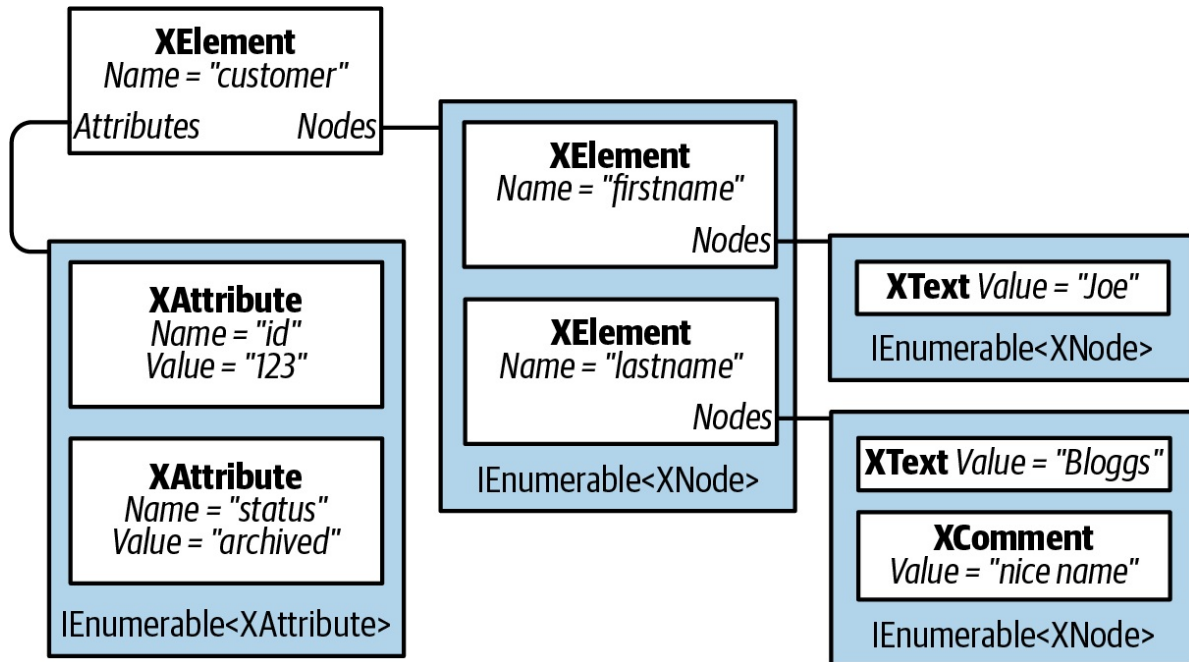 XElement
Name = "customer"
Attributes Nodes
XElement
Name = "firstname"
Nodes
XElement
Name = "lastname"
Nodes
IEnumerable<XNode>
XAttribute
Name = "id"
Value = "123"
XAttribute
Name = "status"
Value = "archived"
IEnumerable<XAttribute>
XText Value = "Joe"
IEnumerable<XNode>
XText Value = "Bloggs"
XComment
Value = "nice name"
IEnumerable<XNode>